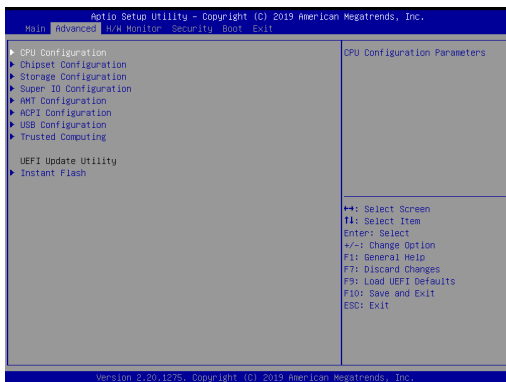 Aptio Setup Utility – Copyright (C) 2019 American Megatrends, Inc.
Main Advanced H/W Monitor Security Boot Exit
CPU Configuration
Chipset Configuration
Storage Configuration
Super IO Configuration
AMT Configuration
ACPI Configuration
USB Configuration
Trusted Computing
UEFI Update Utility
Instant Flash
CPU Configuration Parameters
↔: Select Screen
↑↓: Select Item
Enter: Select
+/-: Change Option
F1: General Help
F7: Discard Changes
F9: Load UEFI Defaults
F10: Save and Exit
ESC: Exit
Version 2.20.1275. Copyright (C) 2019 American Megatrends, Inc.